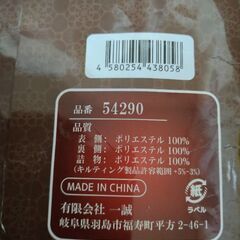 4 580254 438058
品番 54290
品質
表 側： ポリエステル 100%
裏 側： ポリエステル 100%
詰 物： ポリエステル 100%
(キルティング製品許容範囲 +5%-3%)
MADE IN CHINA
紙
ラベル
有限会社 一誠
岐阜県羽島市福寿町平方 2-46-1